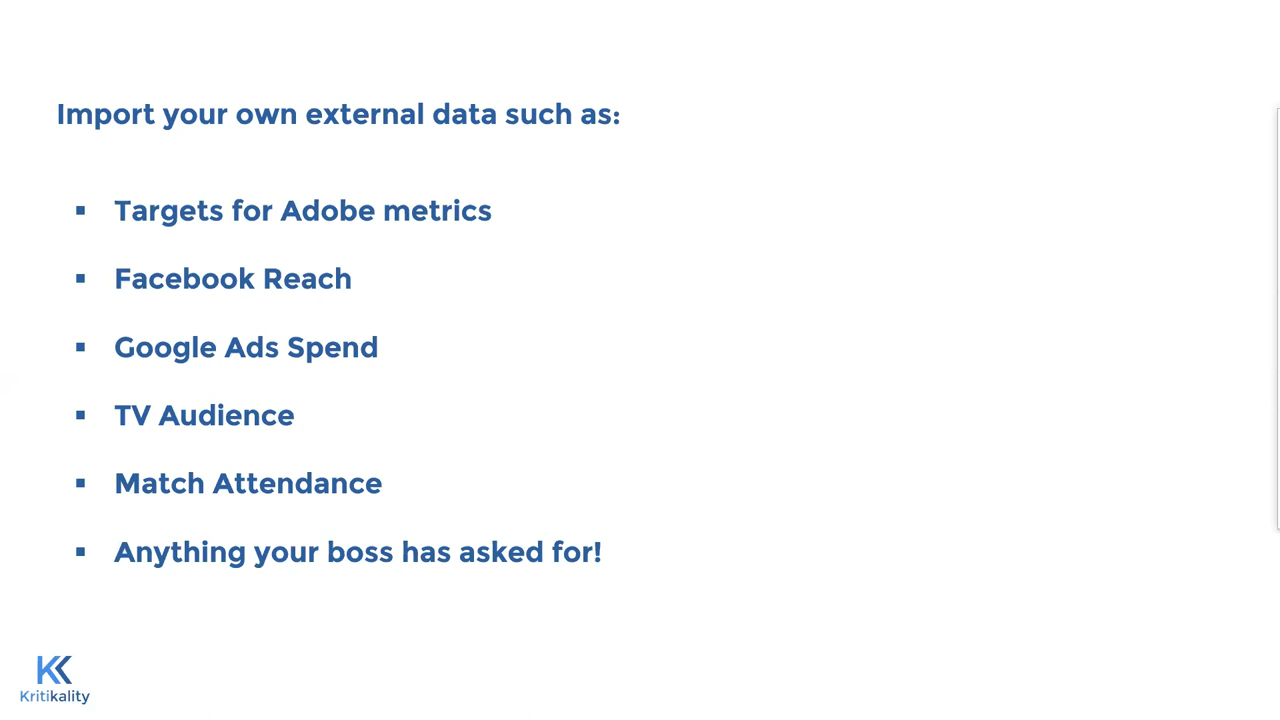 Import your own external data such as:
▪ Targets for Adobe metrics
▪ Facebook Reach
▪ Google Ads Spend
▪ TV Audience
▪ Match Attendance
▪ Anything your boss has asked for!
Kritikality